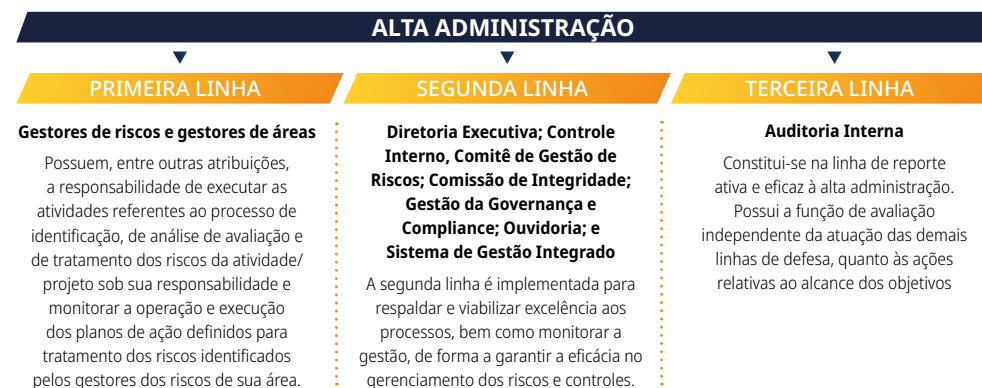 ALTA ADMINISTRAÇÃO
PRIMEIRA LINHA
Gestores de riscos e gestores de áreas
Possuem, entre outras atribuições,
a responsabilidade de executar as
atividades referentes ao processo de
identificação, de análise de avaliação e
de tratamento dos riscos da atividade/
projeto sob sua responsabilidade e
monitorar a operação e execução
dos planos de ação definidos para
tratamento dos riscos identificados
pelos gestores dos riscos de sua área.
SEGUNDA LINHA
Diretoria Executiva; Controle
Interno, Comitê de Gestão de
Riscos; Comissão de Integridade;
Gestão da Governança e
Compliance; Ouvidoria; e
Sistema de Gestão Integrado
A segunda linha é implementada para
respaldar e viabilizar excelência aos
processos, bem como monitorar a
gestão, de forma a garantir a eficácia no
gerenciamento dos riscos e controles.
TERCEIRA LINHA
Auditoria Interna
Constitui-se na linha de reporte
ativa e eficaz à alta administração.
Possui a função de avaliação
independente da atuação das demais
linhas de defesa, quanto às ações
relativas ao alcance dos objetivos